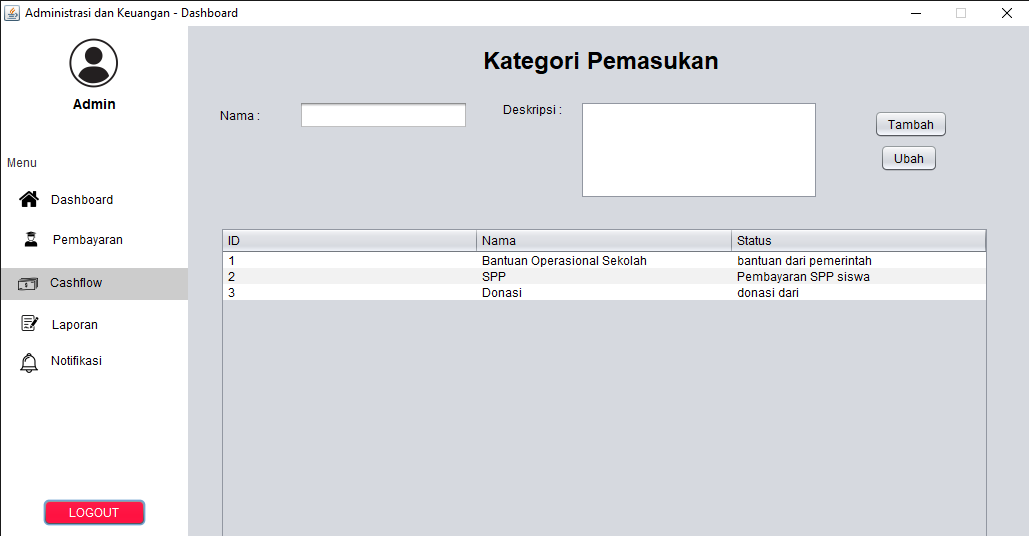 Administrasi dan Keuangan - Dashboard
Admin
Menu
Dashboard
Pembayaran
Cashflow
Laporan
Notifikasi
LOGOUT
Kategori Pemasukan
Nama :
Deskripsi :
Tambah
Ubah
ID Nama Status
1 Bantuan Operasional Sekolah bantuan dari pemerintah
2 SPP Pembayaran SPP siswa
3 Donasi donasi dari